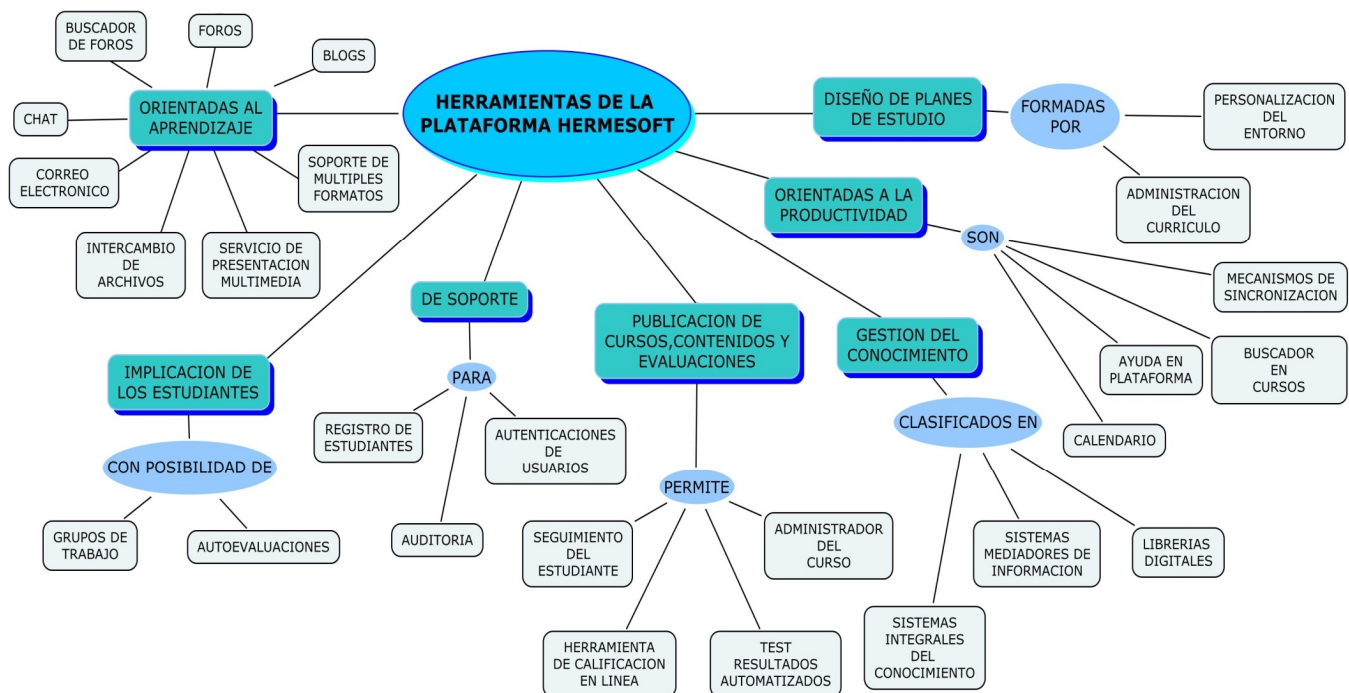 HERRAMIENTAS DE LA
PLATAFORMA HERMESOFT
ORIENTADAS AL
APRENDIZAJE
BUSCADOR
DE FOROS
FOROS
BLOGS
CHAT
CORREO
ELECTRONICO
INTERCAMBIO
DE
ARCHIVOS
SERVICIO DE
PRESENTACION
MULTIMEDIA
SOPORTE DE
MULTIPLES
FORMATOS
DISEÑO DE PLANES
DE ESTUDIO
FORMADAS
POR
PERSONALIZACION
DEL
ENTORNO
ADMINISTRACION
DEL
CURRICULO
ORIENTADAS A LA
PRODUCTIVIDAD
SON
MECANISMOS DE
SINCRONIZACION
BUSCADOR
EN
CURSOS
AYUDA EN
PLATAFORMA
CALENDARIO
IMPLICACION DE
LOS ESTUDIANTES
CON POSIBILIDAD DE
GRUPOS DE
TRABAJO
AUTOEVALUACIONES
DE SOPORTE
PARA
REGISTRO DE
ESTUDIANTES
AUDITORIA
AUTENTICACIONES
DE
USUARIOS
PUBLICACION DE
CURSOS,CONTENIDOS Y
EVALUACIONES
PERMITE
SEGUIMIENTO
DEL
ESTUDIANTE
HERRAMIENTA
DE CALIFICACION
EN LINEA
TEST
RESULTADOS
AUTOMATIZADOS
ADMINISTRADOR
DEL
CURSO
GESTION DEL
CONOCIMIENTO
CLASIFICADOS EN
SISTEMAS
INTEGRALES
DEL
CONOCIMIENTO
SISTEMAS
MEDIADORES DE
INFORMACION
LIBRERIAS
DIGITALES